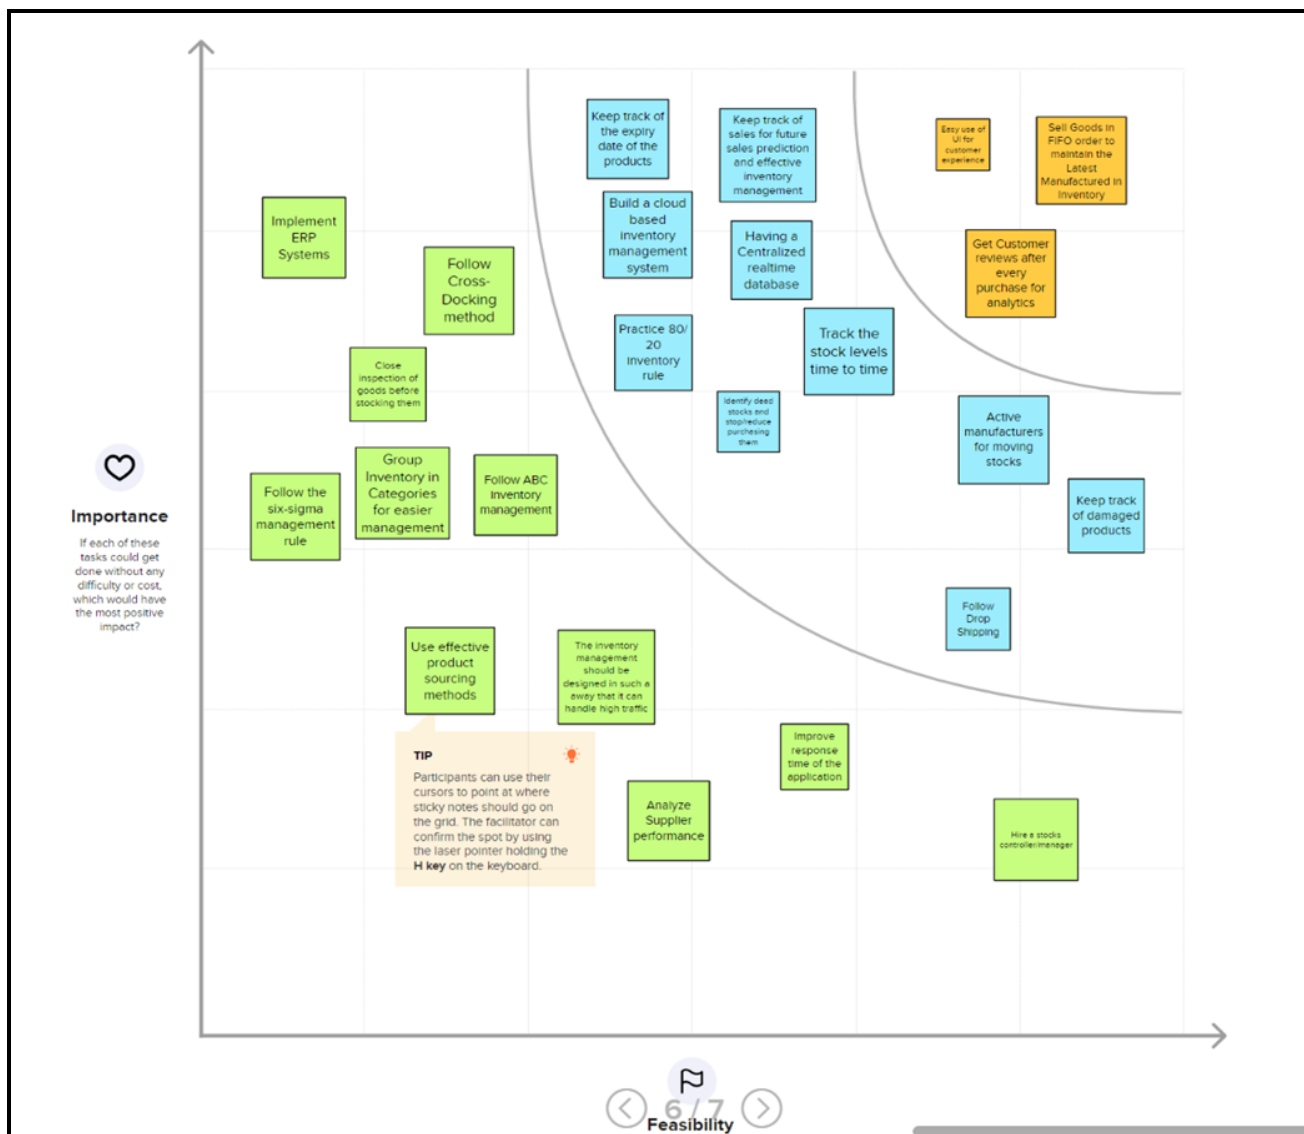 Keep track of
the expiry
date of the
products
Keep track of
sales for future
sales prediction
and effective
inventory
management
Easy use of
UI for
customer
experience
Sell Goods in
FIFO order to
maintain the
Latest
Manufactured in
Inventory
Implement
ERP
Systems
Follow
Cross-
Docking
method
Build a cloud
based
inventory
management
system
Having a
Centralized
realtime
database
Get Customer
reviews after
every
purchase for
analytics
Close
inspection of
goods before
stocking them
Practice 80/
20
inventory
rule
Track the
stock levels
time to time
Identify dead
stocks and
stop/reduce
purchasing
them
Active
manufacturers
for moving
stocks
Follow the
six-sigma
management
rule
Group
Inventory in
Categories
for easier
management
Follow ABC
Inventory
management
Keep track
of damaged
products
Importance
If each of these
tasks could get
done without any
difficulty or cost,
which would have
the most positive
impact?
Follow
Drop
Shipping
Use effective
product
sourcing
methods
The inventory
management
should be
designed in such a
away that it can
handle high traffic
TIP
Participants can use their
cursors to point at where
sticky notes should go on
the grid. The facilitator can
confirm the spot by using
the laser pointer holding the
H key on the keyboard.
Improve
response
time of the
application
Analyze
Supplier
performance
Hire a stocks
controller/manager
6 / 7
Feasibility